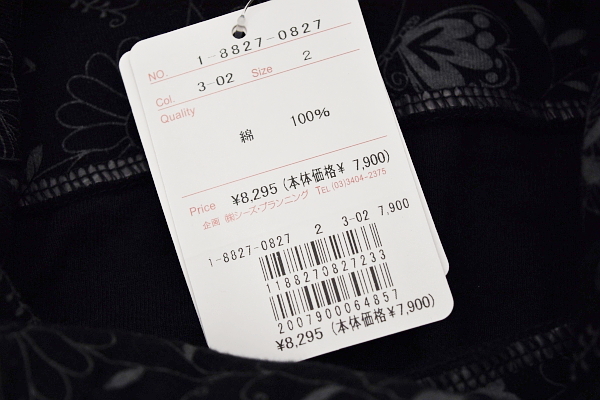 NO. 1-8827-0827
Col. 3-02 Size 2
Quality
綿 100%
Price ¥8,295 (本体価格¥ 7,900)
企画 ㈱シーズ・プランニング TEL(03)3404-2375
1-8827-0827 2 3-02 7,900
1188270827233
2007900064857
¥8,295 (本体価格¥7,900)